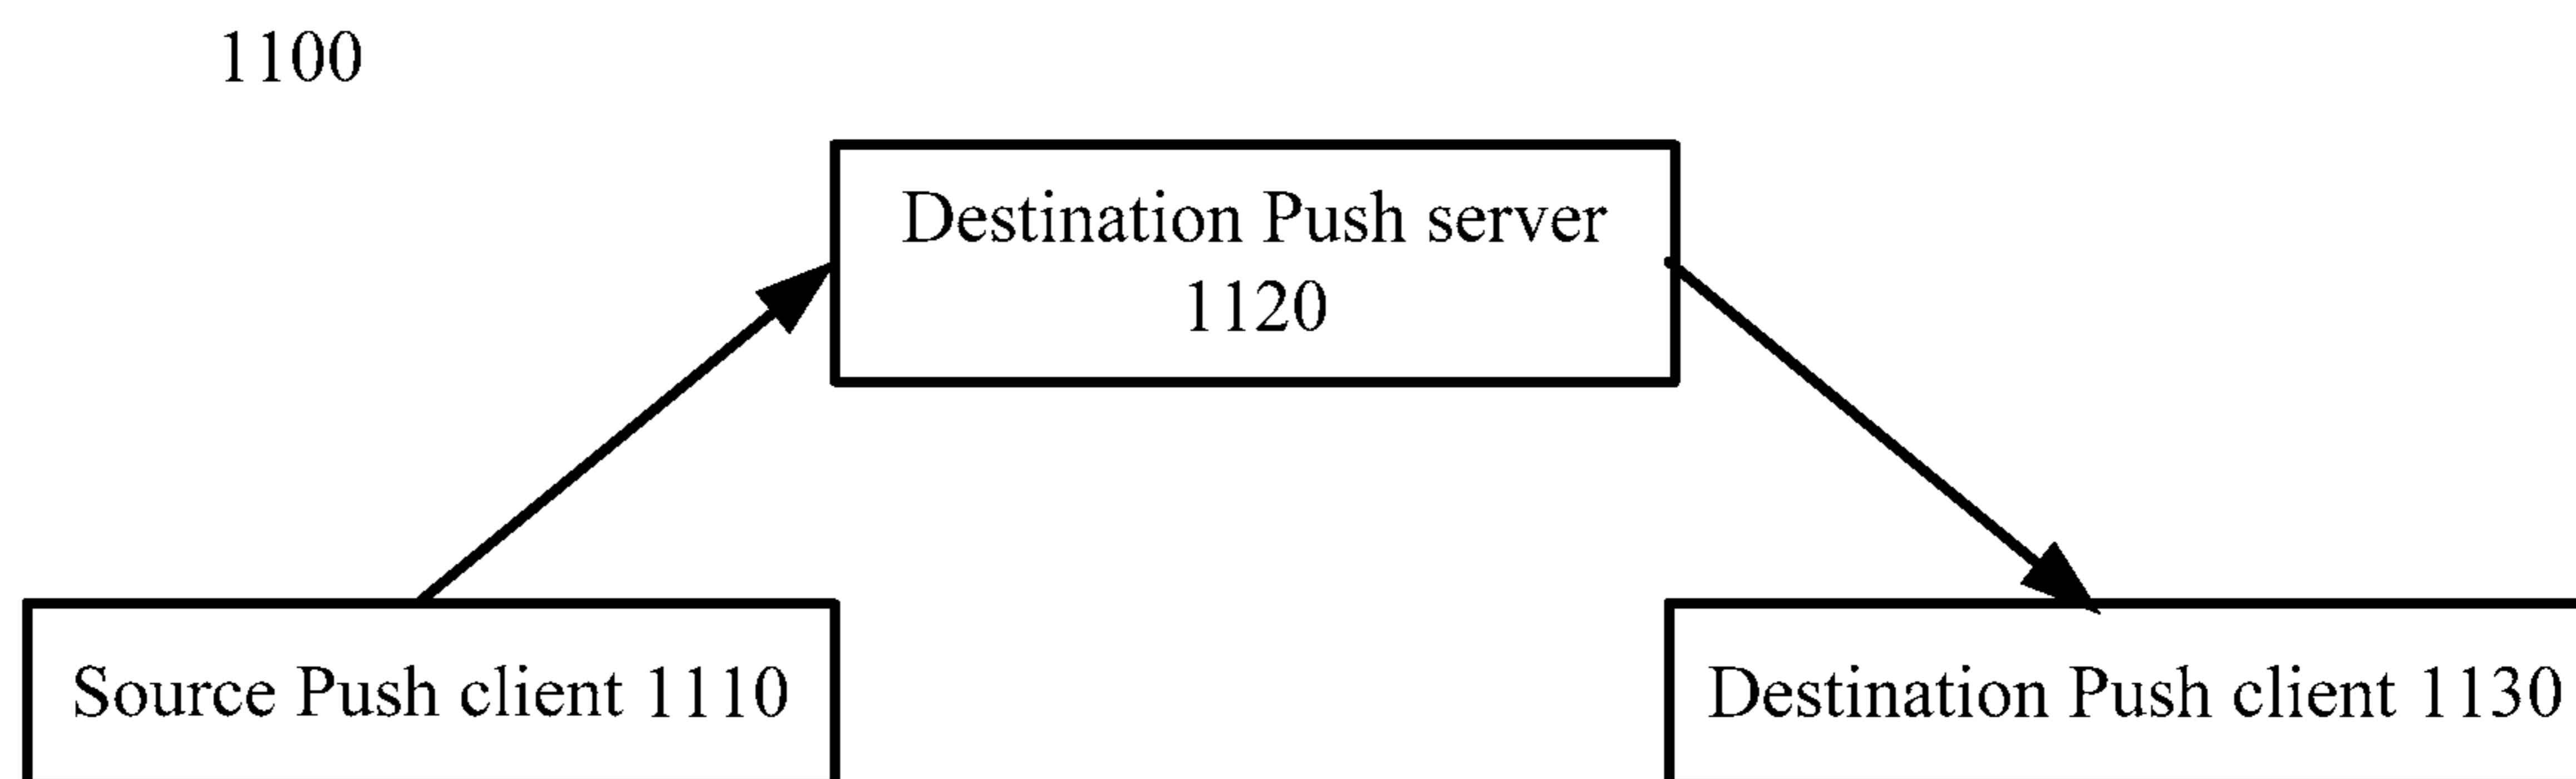 1100
Destination Push server
1120
Source Push client 1110
Destination Push client 1130